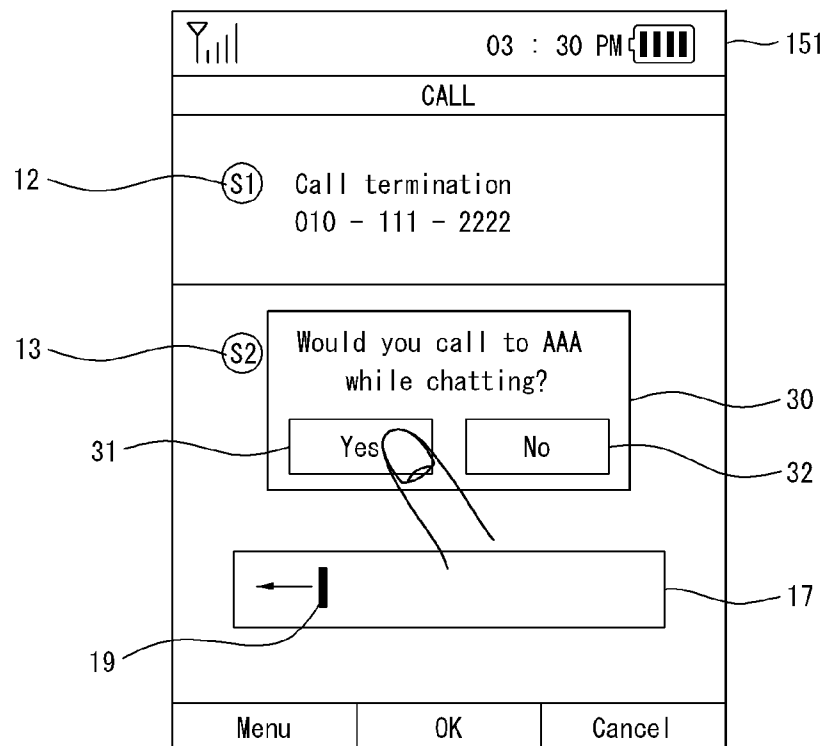 03 : 30 PM
151
CALL
12
S1
Call termination
010 - 111 - 2222
13
S2
Would you call to AAA
while chatting?
30
31
Yes
No
32
17
19
Menu
OK
Cancel